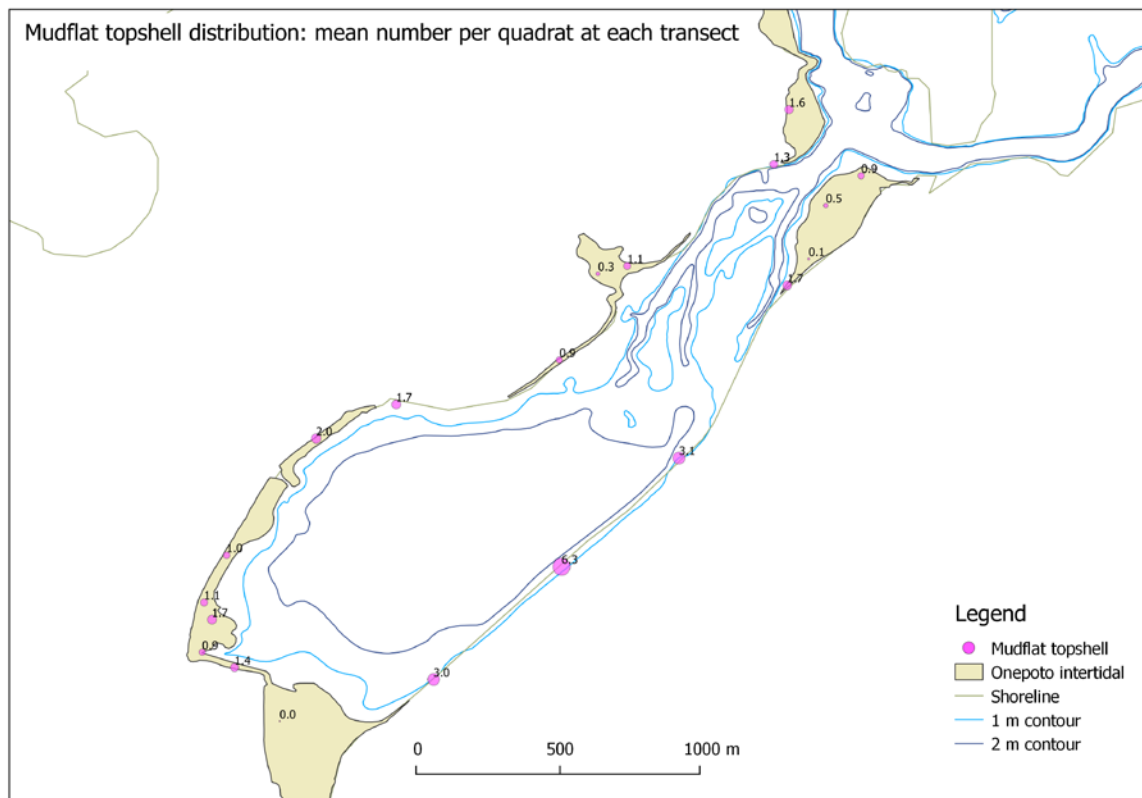 Mudflat topshell distribution: mean number per quadrat at each transect
1.6
1.3
0.9
0.5
1.1
0.3
0.1
1.7
0.9
1.7
2.0
3.1
1.0
6.3
1.1
1.7
0.9
1.4
3.0
0.0
Legend
Mudflat topshell
Onepoto intertidal
Shoreline
1 m contour
2 m contour
0 500 1000 m